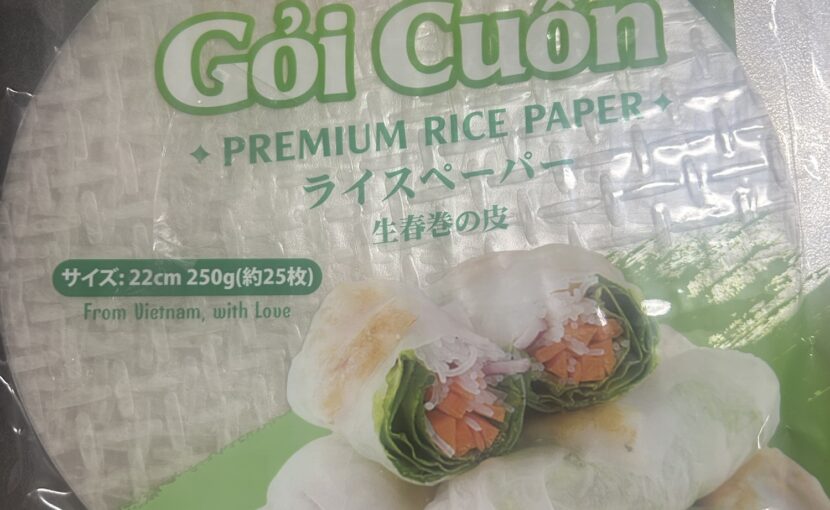 Gỏi Cuốn
PREMIUM RICE PAPER
ライスペーパー
生春巻の皮
サイズ: 22cm 250g(約25枚)
From Vietnam, with Love